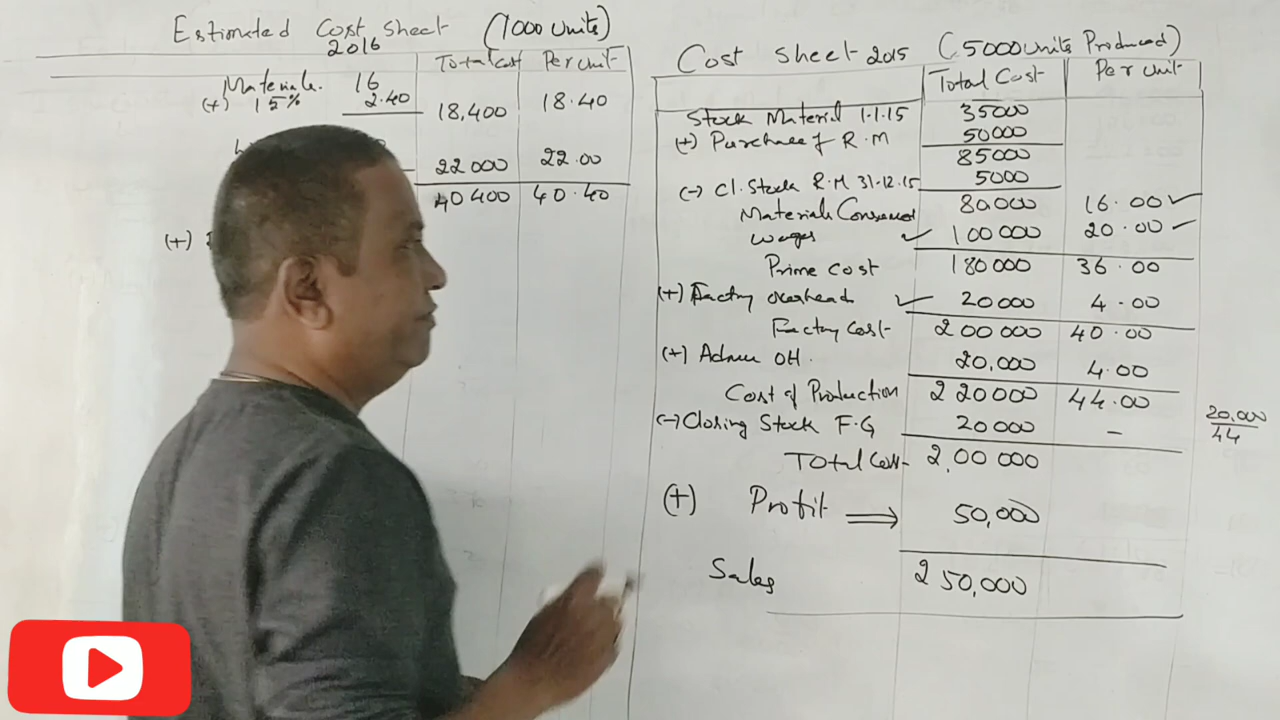 Estimated Cost Sheet (1000 units)
2016
Total Cost Per unit
Materials. 16
(+) 15% 2.40 18,400 18.40
22000 22.00
40400 40.40
(+)
Cost Sheet 2015 (5000 units Produced)
Total Cost Per unit
Stock Material 1-1-15 35000
(+) Purchase of R.M 50000
85000
(-) Cl. Stock R.M 31-12-15 5000
Materials Consumed 80000 16.00
Wages 100000 20.00
Prime Cost 180000 36.00
(+) Factory overhead 20000 4.00
Factory Cost 200000 40.00
(+) Admn OH. 20,000 4.00
Cost of Production 220000 44.00
(-) Closing Stock F.G 20000 -
Total Cost 2,00 000
(+) Profit ⇒ 50,000
Sales 250,000
20,000
44